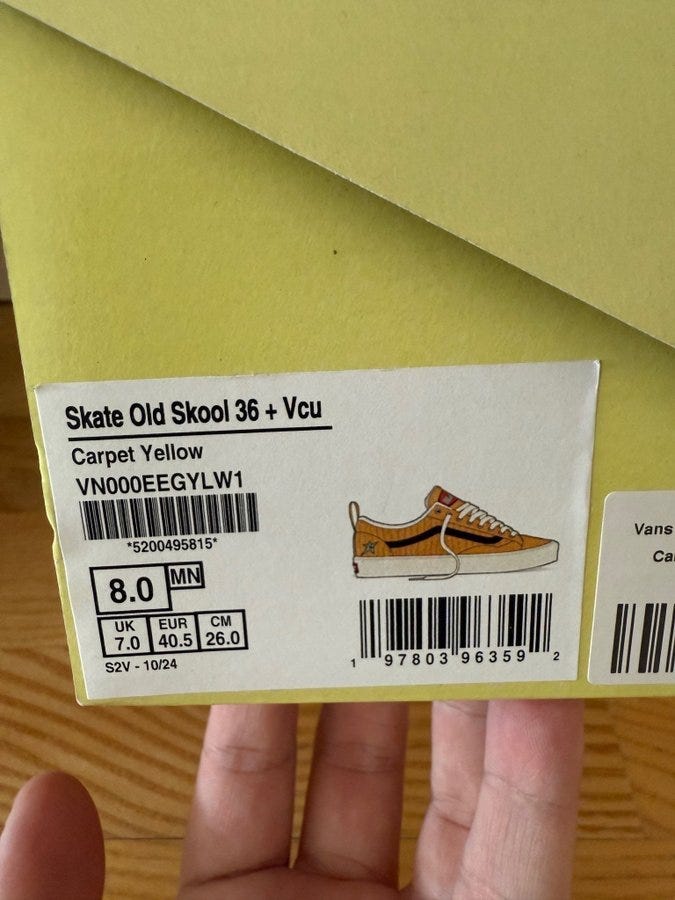 Skate Old Skool 36 + Vcu
Carpet Yellow
VN000EEGYLW1
*5200495815*
8.0 MN
UK EUR CM
7.0 40.5 26.0
S2V - 10/24
1 97803 96359 2
Vans